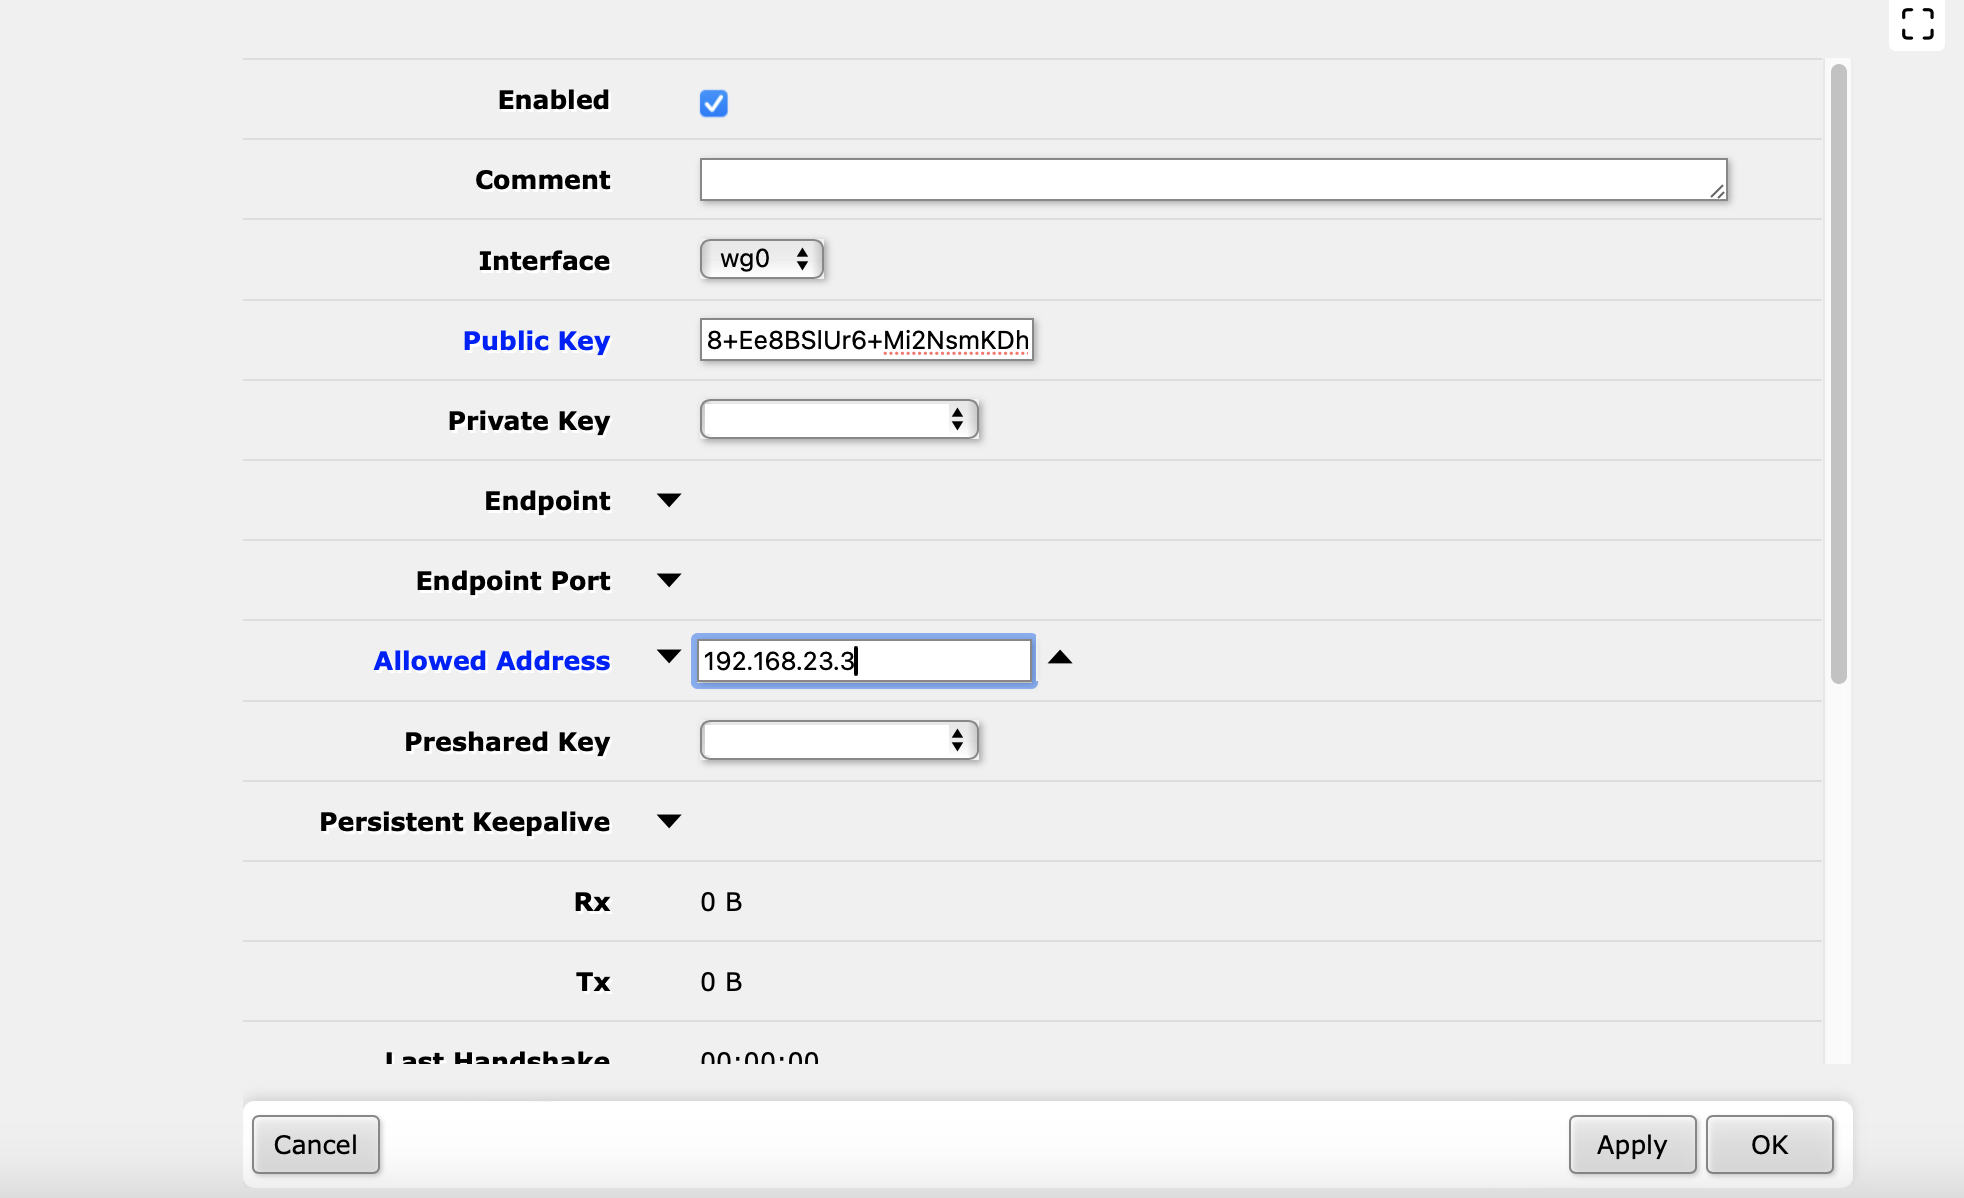 Enabled
Comment
Interface wg0
Public Key 8+Ee8BSlUr6+Mi2NsmKDh
Private Key
Endpoint
Endpoint Port
Allowed Address 192.168.23.3
Preshared Key
Persistent Keepalive
Rx 0 B
Tx 0 B
Last Handshake 00:00:00
Cancel Apply OK